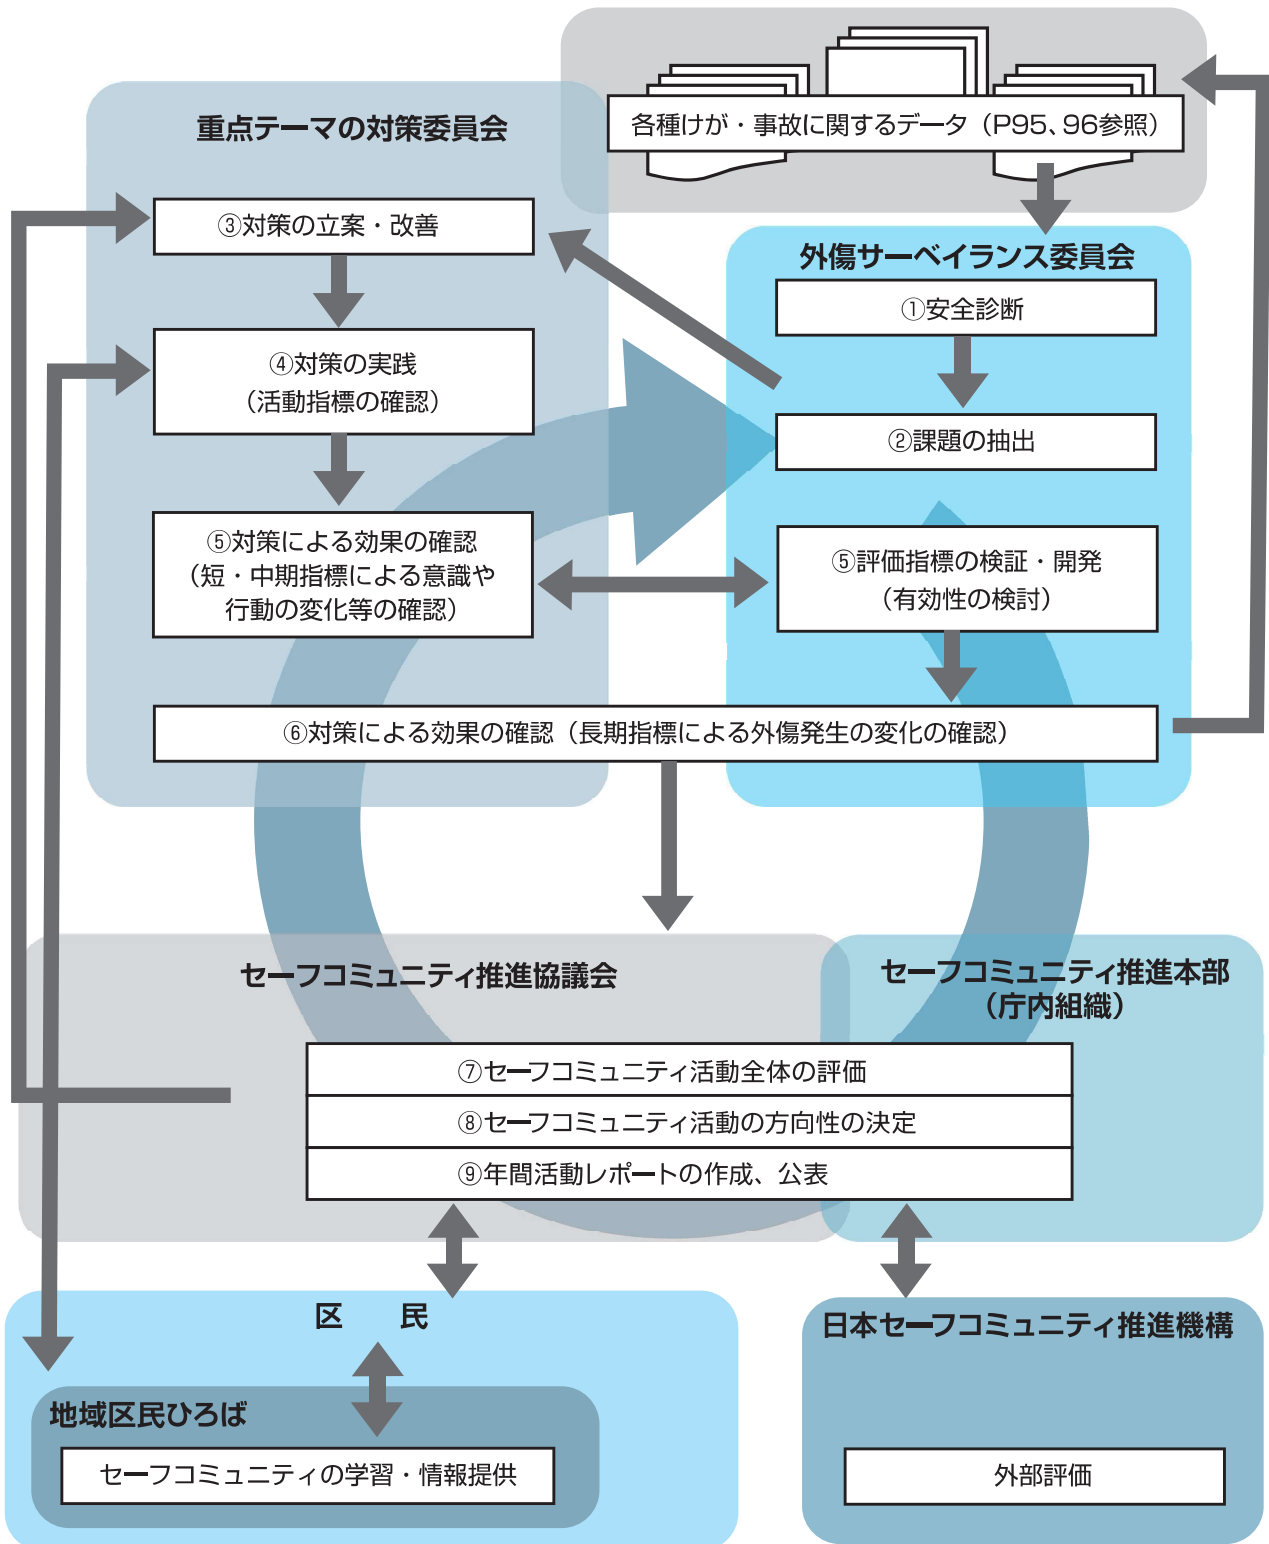 各種けが・事故に関するデータ（P95、96参照）
重点テーマの対策委員会
③対策の立案・改善
④対策の実践
（活動指標の確認）
⑤対策による効果の確認
（短・中期指標による意識や
行動の変化等の確認）
外傷サーベイランス委員会
①安全診断
②課題の抽出
⑤評価指標の検証・開発
（有効性の検討）
⑥対策による効果の確認（長期指標による外傷発生の変化の確認）
セーフコミュニティ推進協議会
セーフコミュニティ推進本部
（庁内組織）
⑦セーフコミュニティ活動全体の評価
⑧セーフコミュニティ活動の方向性の決定
⑨年間活動レポートの作成、公表
区　　民
地域区民ひろば
セーフコミュニティの学習・情報提供
日本セーフコミュニティ推進機構
外部評価